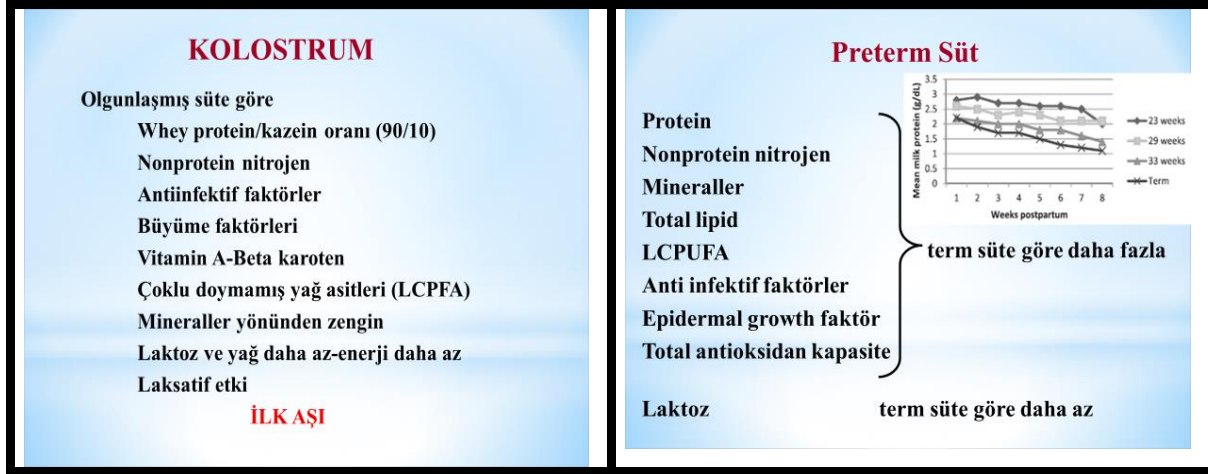 KOLOSTRUM
Olgunlaşmış süte göre
Whey protein/kazein oranı (90/10)
Nonprotein nitrojen
Antiinfektif faktörler
Büyüme faktörleri
Vitamin A-Beta karoten
Çoklu doymamış yağ asitleri (LCPFA)
Mineraller yönünden zengin
Laktoz ve yağ daha az-enerji daha az
Laksatif etki
İLK AŞI
Preterm Süt
Protein
Nonprotein nitrojen
Mineraller
Total lipid
LCPUFA
Anti infektif faktörler
Epidermal growth faktör
Total antioksidan kapasite
term süte göre daha fazla
Laktoz term süte göre daha az
Mean milk protein (g/dL)
3.5
3
2.5
2
1.5
1
0.5
0
1 2 3 4 5 6 7 8
Weeks postpartum
23 weeks
29 weeks
33 weeks
Term